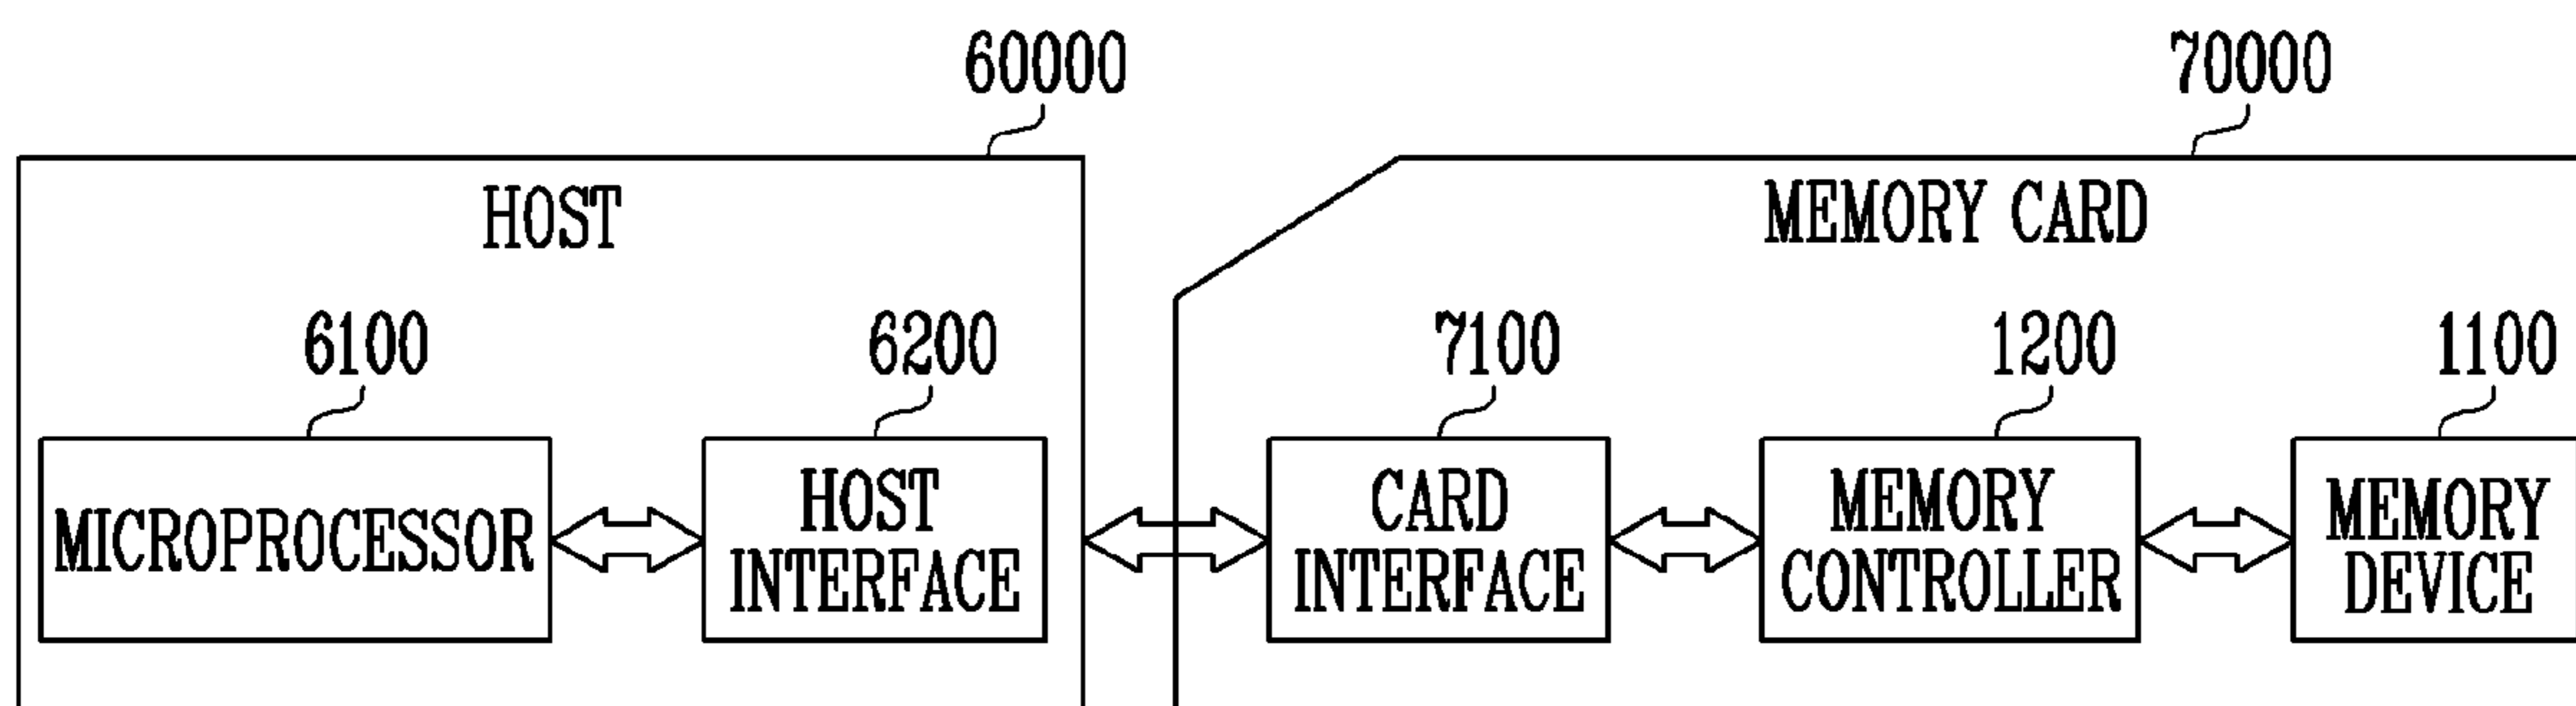 60000
70000
HOST
MEMORY CARD
6100
6200
7100
1200
1100
MICROPROCESSOR
HOST
INTERFACE
CARD
INTERFACE
MEMORY
CONTROLLER
MEMORY
DEVICE